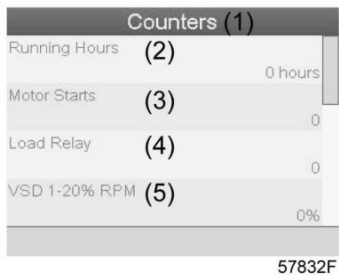 Counters (1)
Running Hours (2)
0 hours
Motor Starts (3)
0
Load Relay (4)
0
VSD 1-20% RPM (5)
0%
57832F